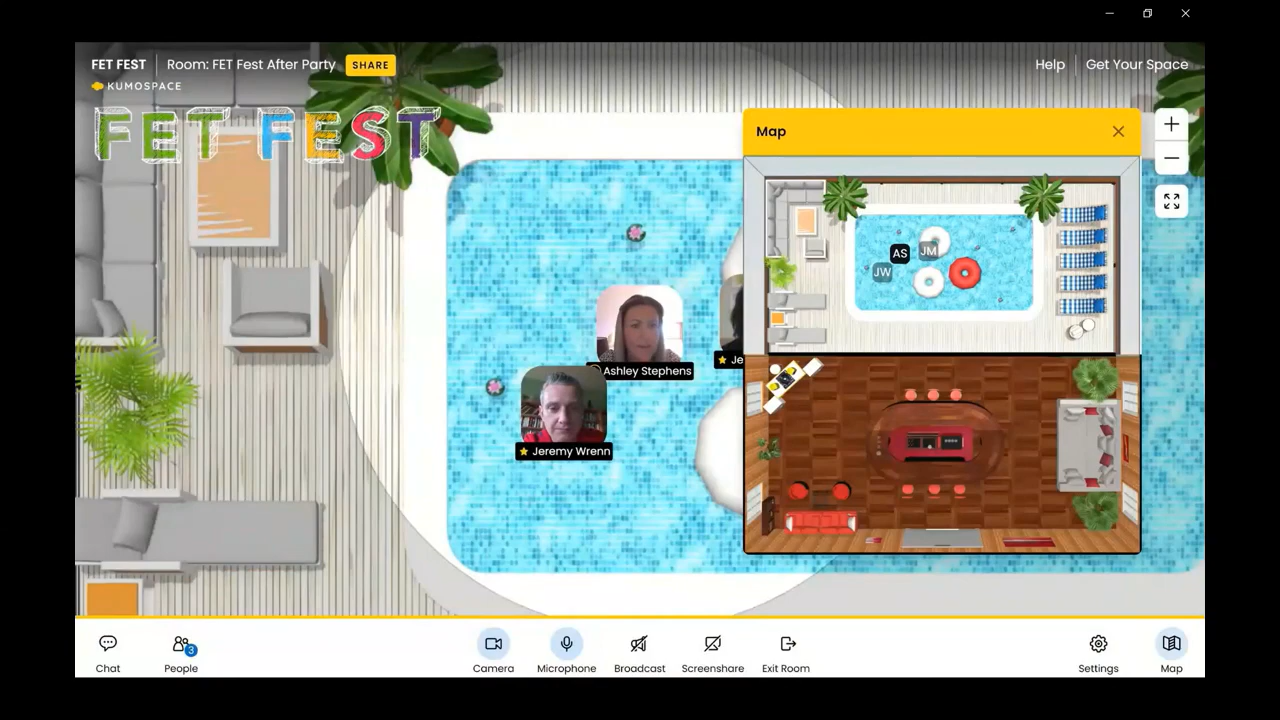 FET FEST
Room: FET Fest After Party
SHARE
Help
Get Your Space
KUMOSPACE
FET FEST
Map
AS
JM
JW
Ashley Stephens
Je
Jeremy Wrenn
Chat
3
People
Camera
Microphone
Broadcast
Screenshare
Exit Room
Settings
Map